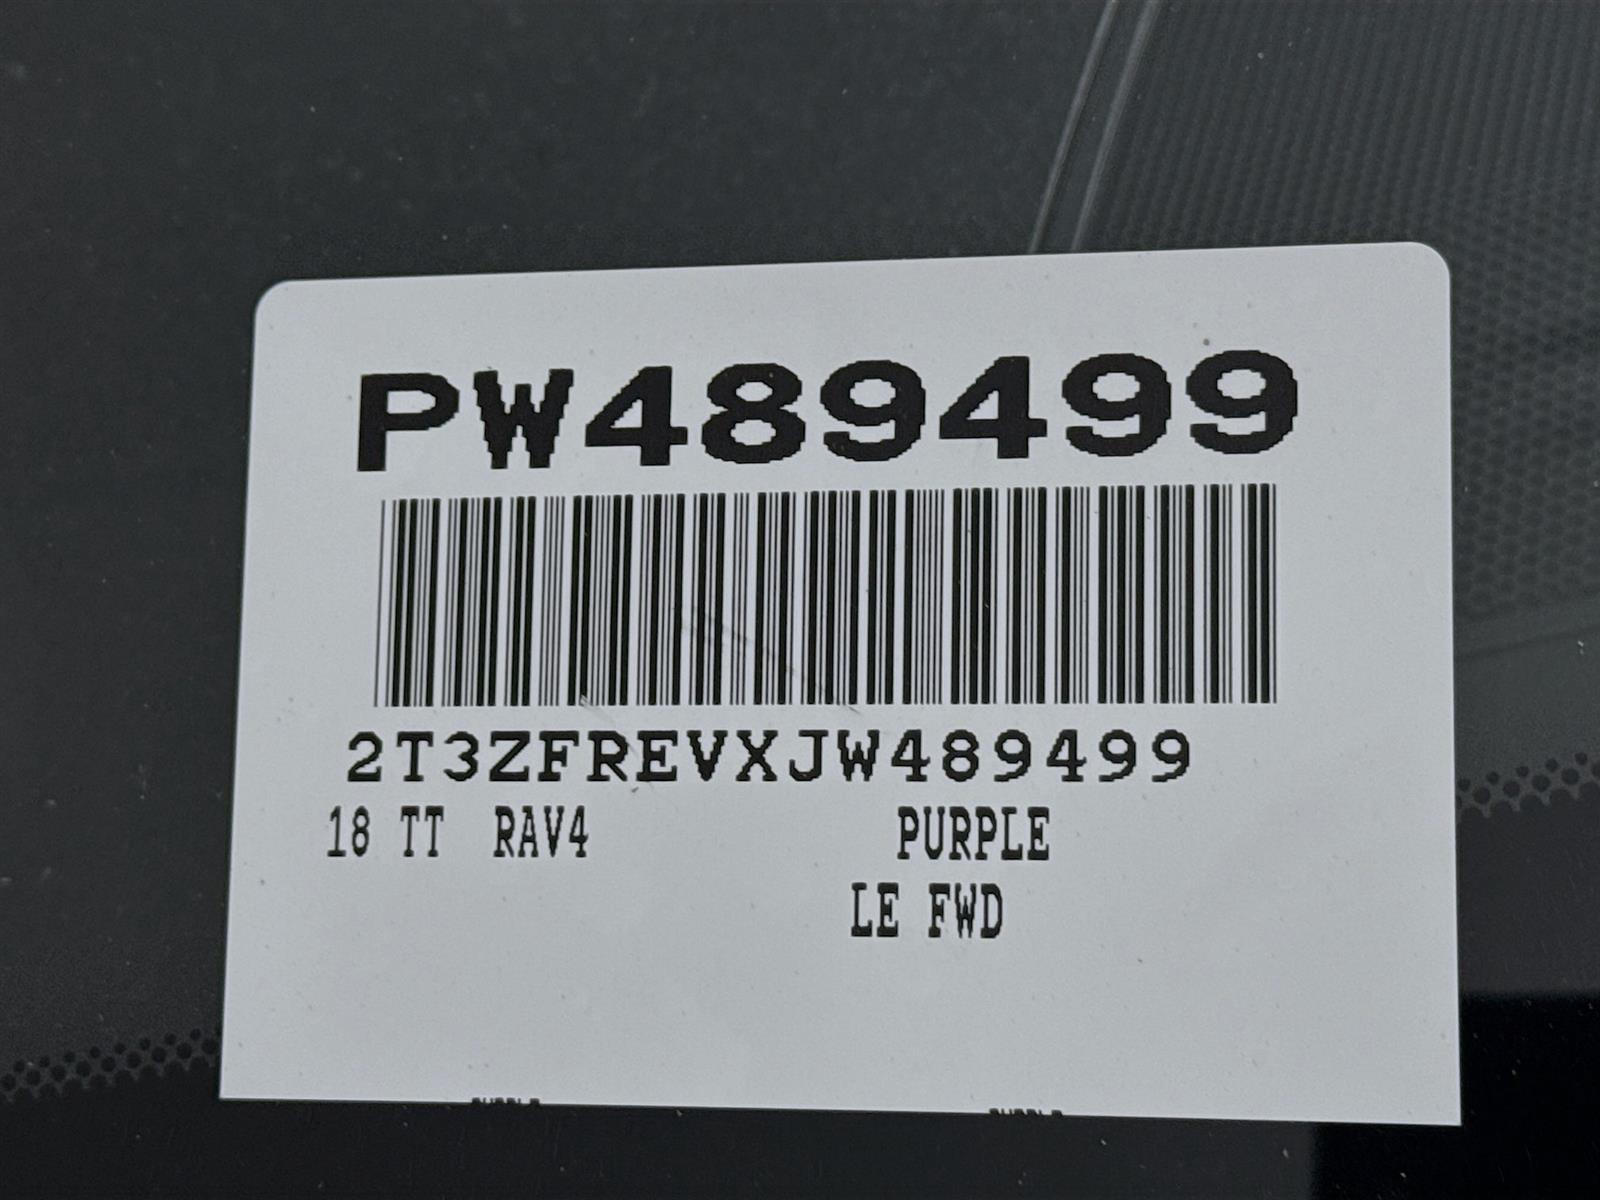 PW489499
2T3ZFREVXJW489499
18 TT RAV4 PURPLE
LE FWD